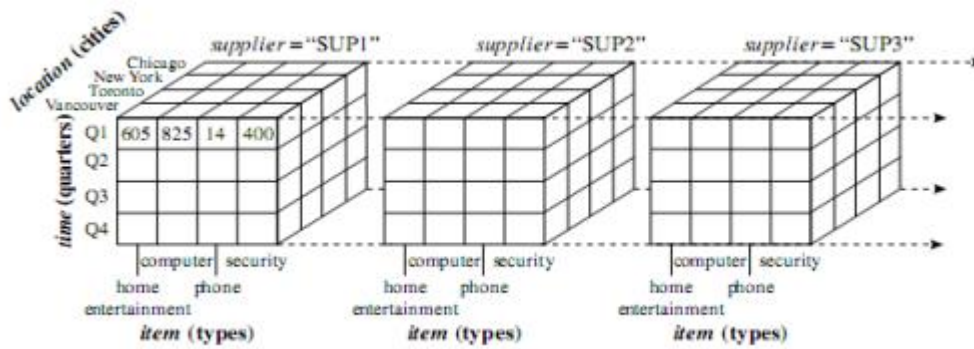 supplier = "SUP1" supplier = "SUP2" supplier = "SUP3"
location (cities)
Chicago
New York
Toronto
Vancouver
time (quarters)
Q1 605 825 14 400
Q2
Q3
Q4
computer security computer security computer security
home phone home phone home phone
entertainment entertainment entertainment
item (types) item (types) item (types)